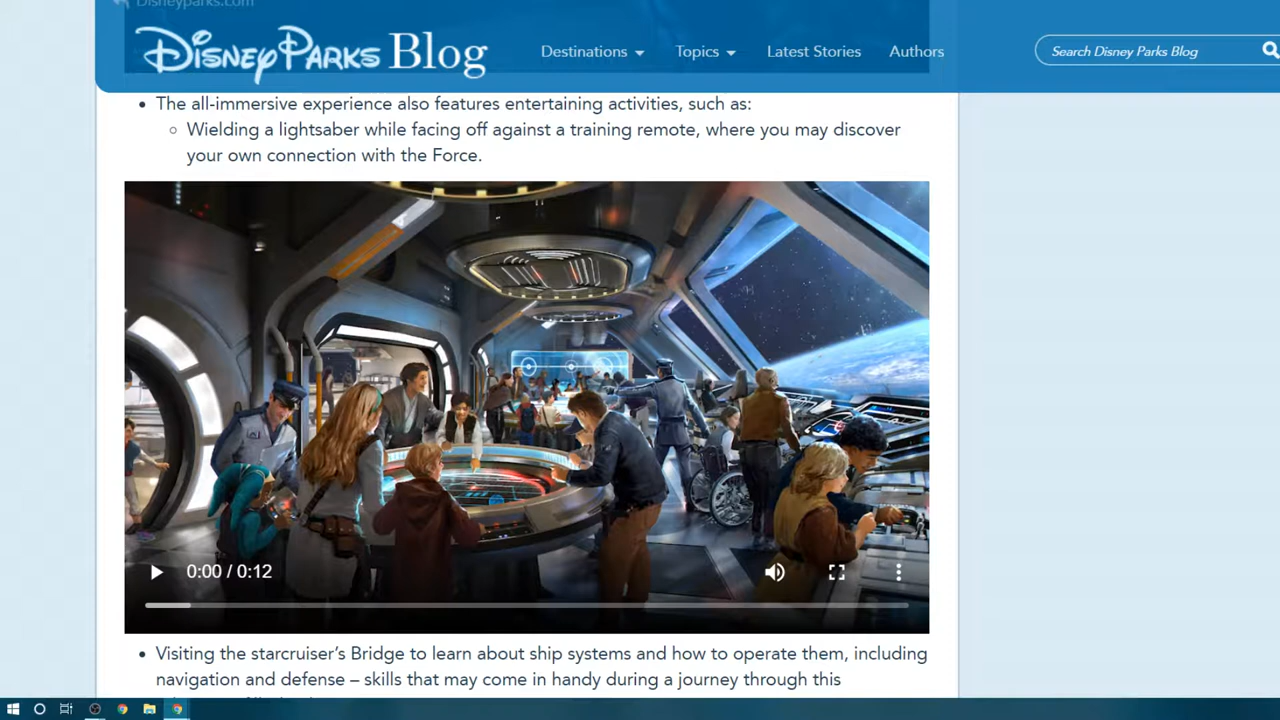 Disneyparks.com
Disney Parks Blog
Destinations
Topics
Latest Stories
Authors
Search Disney Parks Blog
• The all-immersive experience also features entertaining activities, such as:
○ Wielding a lightsaber while facing off against a training remote, where you may discover
your own connection with the Force.
0:00 / 0:12
• Visiting the starcruiser’s Bridge to learn about ship systems and how to operate them, including
navigation and defense – skills that may come in handy during a journey through this